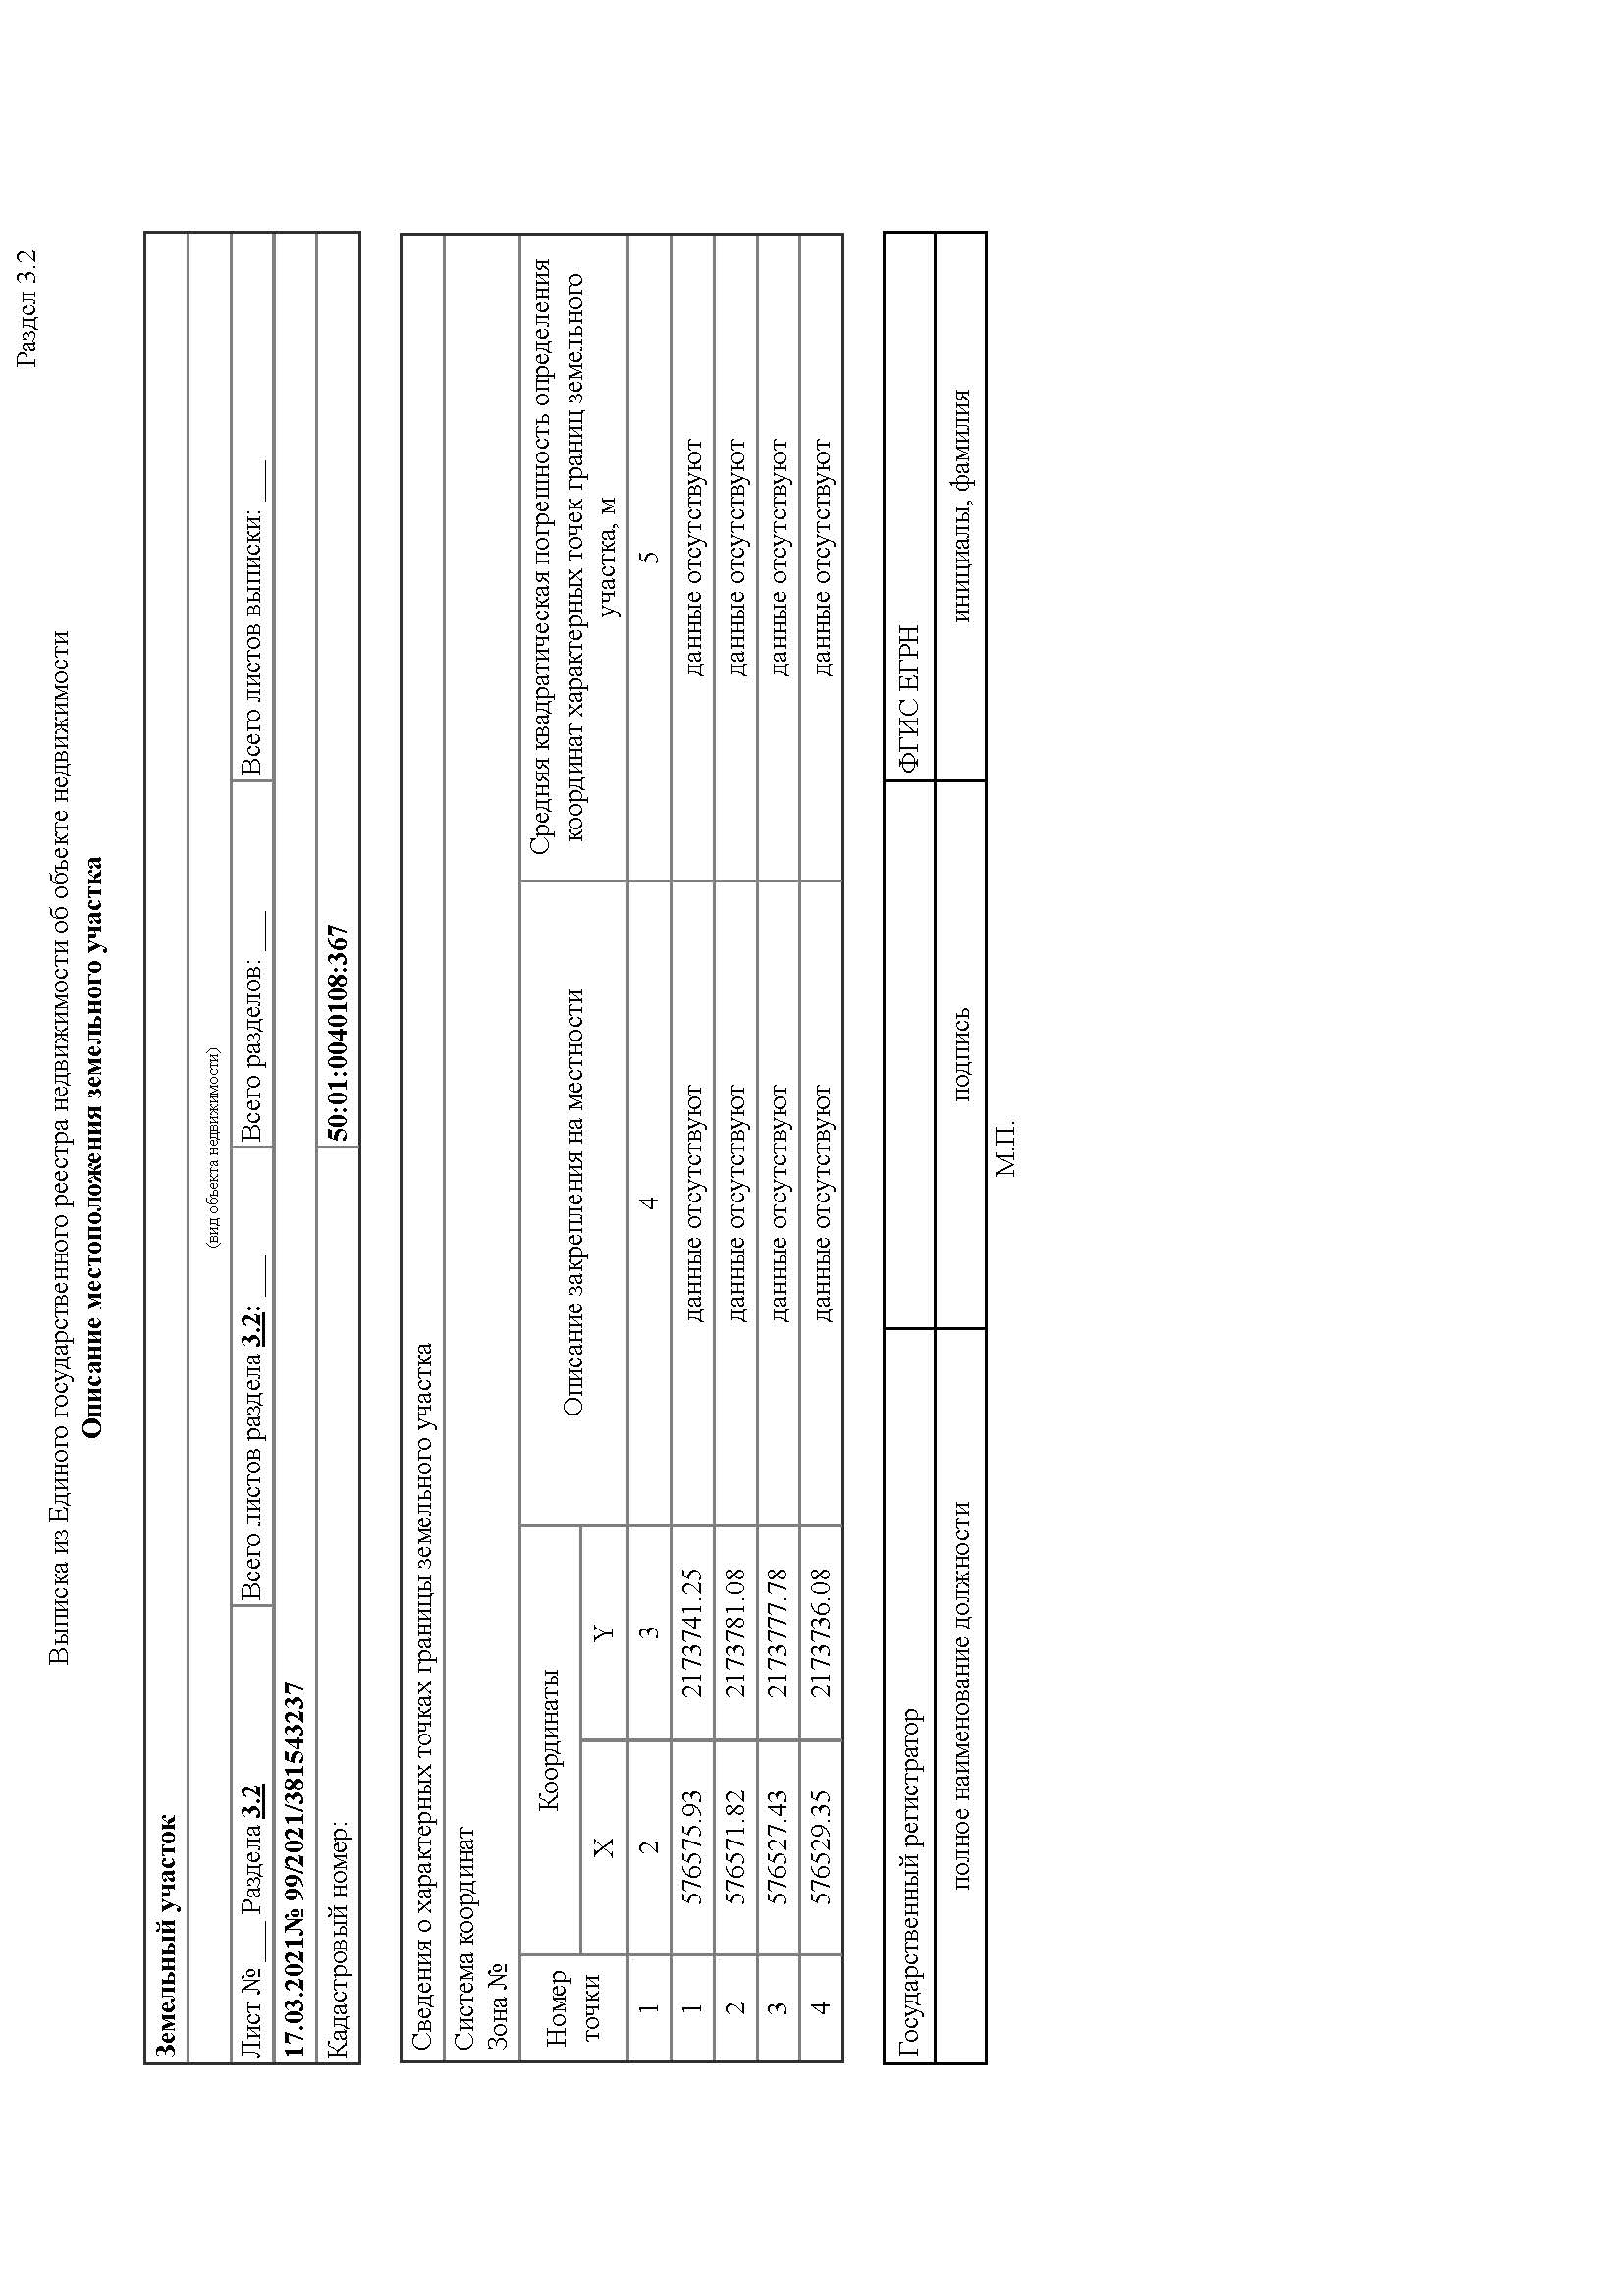 Раздел 3.2
Выписка из Единого государственного реестра недвижимости об объекте недвижимости
Описание местоположения земельного участка
Земельный участок
(вид объекта недвижимости)
Лист № ___ Раздела 3.2 Всего листов раздела 3.2: ___ Всего разделов: ___ Всего листов выписки: ___
17.03.2021№ 99/2021/381543237
Кадастровый номер: 50:01:0040108:367
Сведения о характерных точках границы земельного участка
Система координат
Зона №
Номер точки Координаты Описание закрепления на местности Средняя квадратическая погрешность определения
координат характерных точек границ земельного
участка, м
X Y
1 2 3 4 5
1 576575.93 2173741.25 данные отсутствуют данные отсутствуют
2 576571.82 2173781.08 данные отсутствуют данные отсутствуют
3 576527.43 2173777.78 данные отсутствуют данные отсутствуют
4 576529.35 2173736.08 данные отсутствуют данные отсутствуют
Государственный регистратор ФГИС ЕГРН
полное наименование должности подпись инициалы, фамилия
М.П.